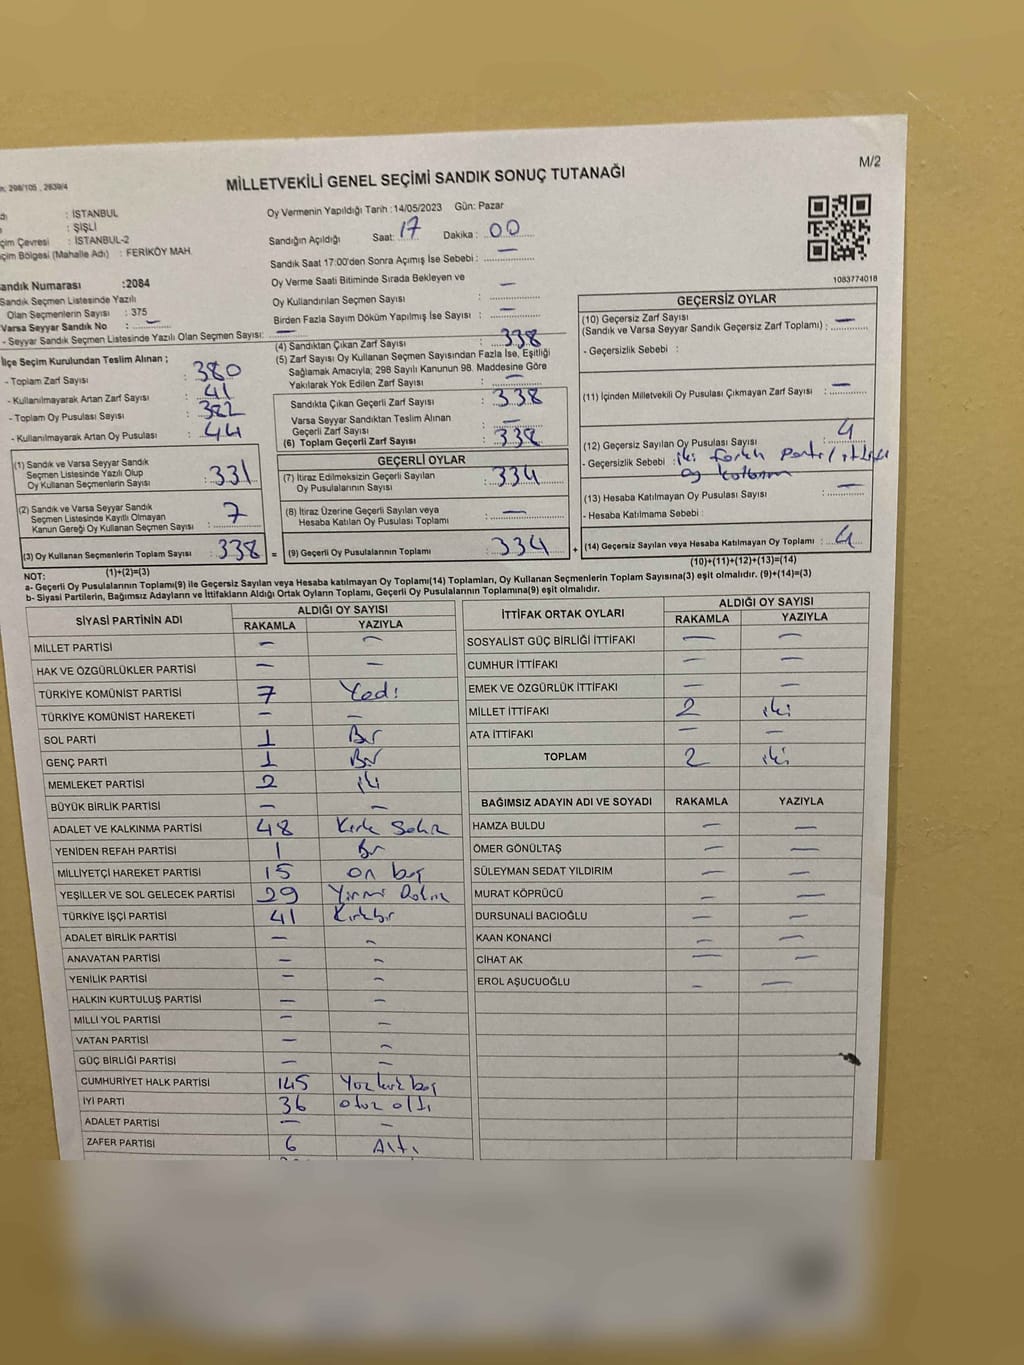 M/2
298/105 , 2839/4
MİLLETVEKİLİ GENEL SEÇİMİ SANDIK SONUÇ TUTANAĞI
: İSTANBUL
: ŞİŞLİ
çim Çevresi : İSTANBUL-2
çim Bölgesi (Mahalle Adı) : FERİKÖY MAH.
andık Numarası :2084
Sandık Seçmen Listesinde Yazılı
Olan Seçmenlerin Sayısı : 375
Varsa Seyyar Sandık No : —
- Seyyar Sandık Seçmen Listesinde Yazılı Olan Seçmen Sayısı: —
İlçe Seçim Kurulundan Teslim Alınan ;
- Toplam Zarf Sayısı : 380
- Kullanılmayarak Artan Zarf Sayısı : 41
- Toplam Oy Pusulası Sayısı : 382
- Kullanılmayarak Artan Oy Pusulası : 44
(1) Sandık ve Varsa Seyyar Sandık
Seçmen Listesinde Yazılı Olup
Oy Kullanan Seçmenlerin Sayısı : 331
(2) Sandık ve Varsa Seyyar Sandık
Seçmen Listesinde Kayıtlı Olmayan
Kanun Gereği Oy Kullanan Seçmen Sayısı : 7
(3) Oy Kullanan Seçmenlerin Toplam Sayısı : 338 =
(1)+(2)=(3)
Oy Vermenin Yapıldığı Tarih :14/05/2023 Gün: Pazar
Sandığın Açıldığı Saat: 17 Dakika : 00
Sandık Saat 17:00'den Sonra Açımış İse Sebebi : —
Oy Verme Saati Bitiminde Sırada Bekleyen ve
Oy Kullandırılan Seçmen Sayısı : —
Birden Fazla Sayım Döküm Yapılmış İse Sayısı : —
(4) Sandıktan Çıkan Zarf Sayısı : 338
(5) Zarf Sayısı Oy Kullanan Seçmen Sayısından Fazla İse, Eşitliği
Sağlamak Amacıyla; 298 Sayılı Kanunun 98. Maddesine Göre
Yakılarak Yok Edilen Zarf Sayısı : —
Sandıkta Çıkan Geçerli Zarf Sayısı : 338
Varsa Seyyar Sandıktan Teslim Alınan
Geçerli Zarf Sayısı : —
(6) Toplam Geçerli Zarf Sayısı : 338
GEÇERLİ OYLAR
(7) İtiraz Edilmeksizin Geçerli Sayılan
Oy Pusulalarının Sayısı : 334
(8) İtiraz Üzerine Geçerli Sayılan veya
Hesaba Katılan Oy Pusulası Toplamı : —
(9) Geçerli Oy Pusulalarının Toplamı : 334 +
1083774018
GEÇERSİZ OYLAR
(10) Geçersiz Zarf Sayısı
(Sandık ve Varsa Seyyar Sandık Geçersiz Zarf Toplamı) : —
- Geçersizlik Sebebi :
(11) İçinden Milletvekili Oy Pusulası Çıkmayan Zarf Sayısı : —
(12) Geçersiz Sayılan Oy Pusulası Sayısı : 4
- Geçersizlik Sebebi : iki farklı parti/
(13) Hesaba Katılmayan Oy Pusulası Sayısı : —
- Hesaba Katılmama Sebebi :
(14) Geçersiz Sayılan veya Hesaba Katılmayan Oy Toplamı : 4
(10)+(11)+(12)+(13)=(14)
NOT:
a- Geçerli Oy Pusulalarının Toplamı(9) ile Geçersiz Sayılan veya Hesaba katılmayan Oy Toplamı(14) Toplamları, Oy Kullanan Seçmenlerin Toplam Sayısına(3) eşit olmalıdır. (9)+(14)=(3)
b- Siyasi Partilerin, Bağımsız Adayların ve İttifakların Aldığı Ortak Oyların Toplamı, Geçerli Oy Pusulalarının Toplamına(9) eşit olmalıdır.
SİYASİ PARTİNİN ADI ALDIĞI OY SAYISI
RAKAMLA YAZIYLA
MİLLET PARTİSİ — —
HAK VE ÖZGÜRLÜKLER PARTİSİ — —
TÜRKİYE KOMÜNİST PARTİSİ 7 Yedi
TÜRKİYE KOMÜNİST HAREKETİ — —
SOL PARTİ 1 Bir
GENÇ PARTİ 1 Bir
MEMLEKET PARTİSİ 2 iki
BÜYÜK BİRLİK PARTİSİ — —
ADALET VE KALKINMA PARTİSİ 48 Kırk Sekiz
YENİDEN REFAH PARTİSİ 1 Bir
MİLLİYETÇİ HAREKET PARTİSİ 15 on beş
YEŞİLLER VE SOL GELECEK PARTİSİ 29 Yirmi Dokuz
TÜRKİYE İŞÇİ PARTİSİ 41 Kırkbir
ADALET BİRLİK PARTİSİ — —
ANAVATAN PARTİSİ — —
YENİLİK PARTİSİ — —
HALKIN KURTULUŞ PARTİSİ — —
MİLLİ YOL PARTİSİ — —
VATAN PARTİSİ — —
GÜÇ BİRLİĞİ PARTİSİ — —
CUMHURİYET HALK PARTİSİ 145 Yüz kırk beş
İYİ PARTİ 36 otuz altı
ADALET PARTİSİ — —
ZAFER PARTİSİ 6 Altı
İTTİFAK ORTAK OYLARI ALDIĞI OY SAYISI
RAKAMLA YAZIYLA
SOSYALİST GÜÇ BİRLİĞİ İTTİFAKI — —
CUMHUR İTTİFAKI — —
EMEK VE ÖZGÜRLÜK İTTİFAKI — —
MİLLET İTTİFAKI 2 iki
ATA İTTİFAKI — —
TOPLAM 2 iki
BAĞIMSIZ ADAYIN ADI VE SOYADI RAKAMLA YAZIYLA
HAMZA BULDU — —
ÖMER GÖNÜLTAŞ — —
SÜLEYMAN SEDAT YILDIRIM — —
MURAT KÖPRÜCÜ — —
DURSUNALİ BACIOĞLU — —
KAAN KONANCİ — —
CİHAT AK — —
EROL AŞUCUOĞLU — —